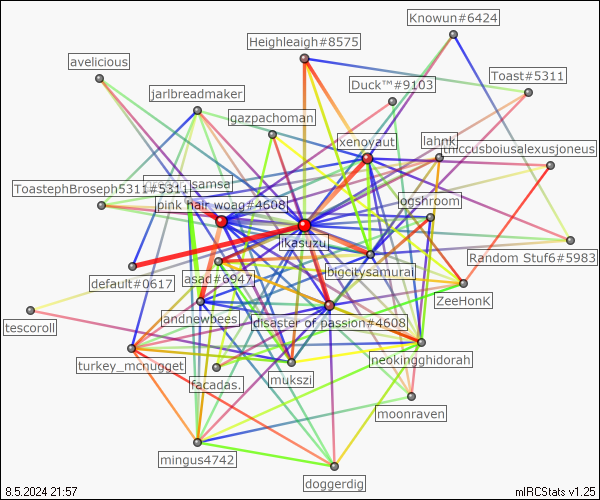 Knowun#6424
Heighleaigh#8575
avelicious
Toast#5311
Duck™#9103
jarlbreadmaker
gazpachoman
xenoyaut
lahnk
thiccusboiusalexusjoneus
samsa
ToastephBroseph5311#5311
ogshroom
pink hair woag#4608
ikasuzu
Random Stuf6#5983
bigcitysamurai
default#0617
asad#6947
ZeeHonK
andnewbees
disaster of passion#4608
tescoroll
neokingghidorah
turkey_mcnugget
mukszi
facadas.
moonraven
mingus4742
doggerdig
8.5.2024 21:57
mIRCStats v1.25